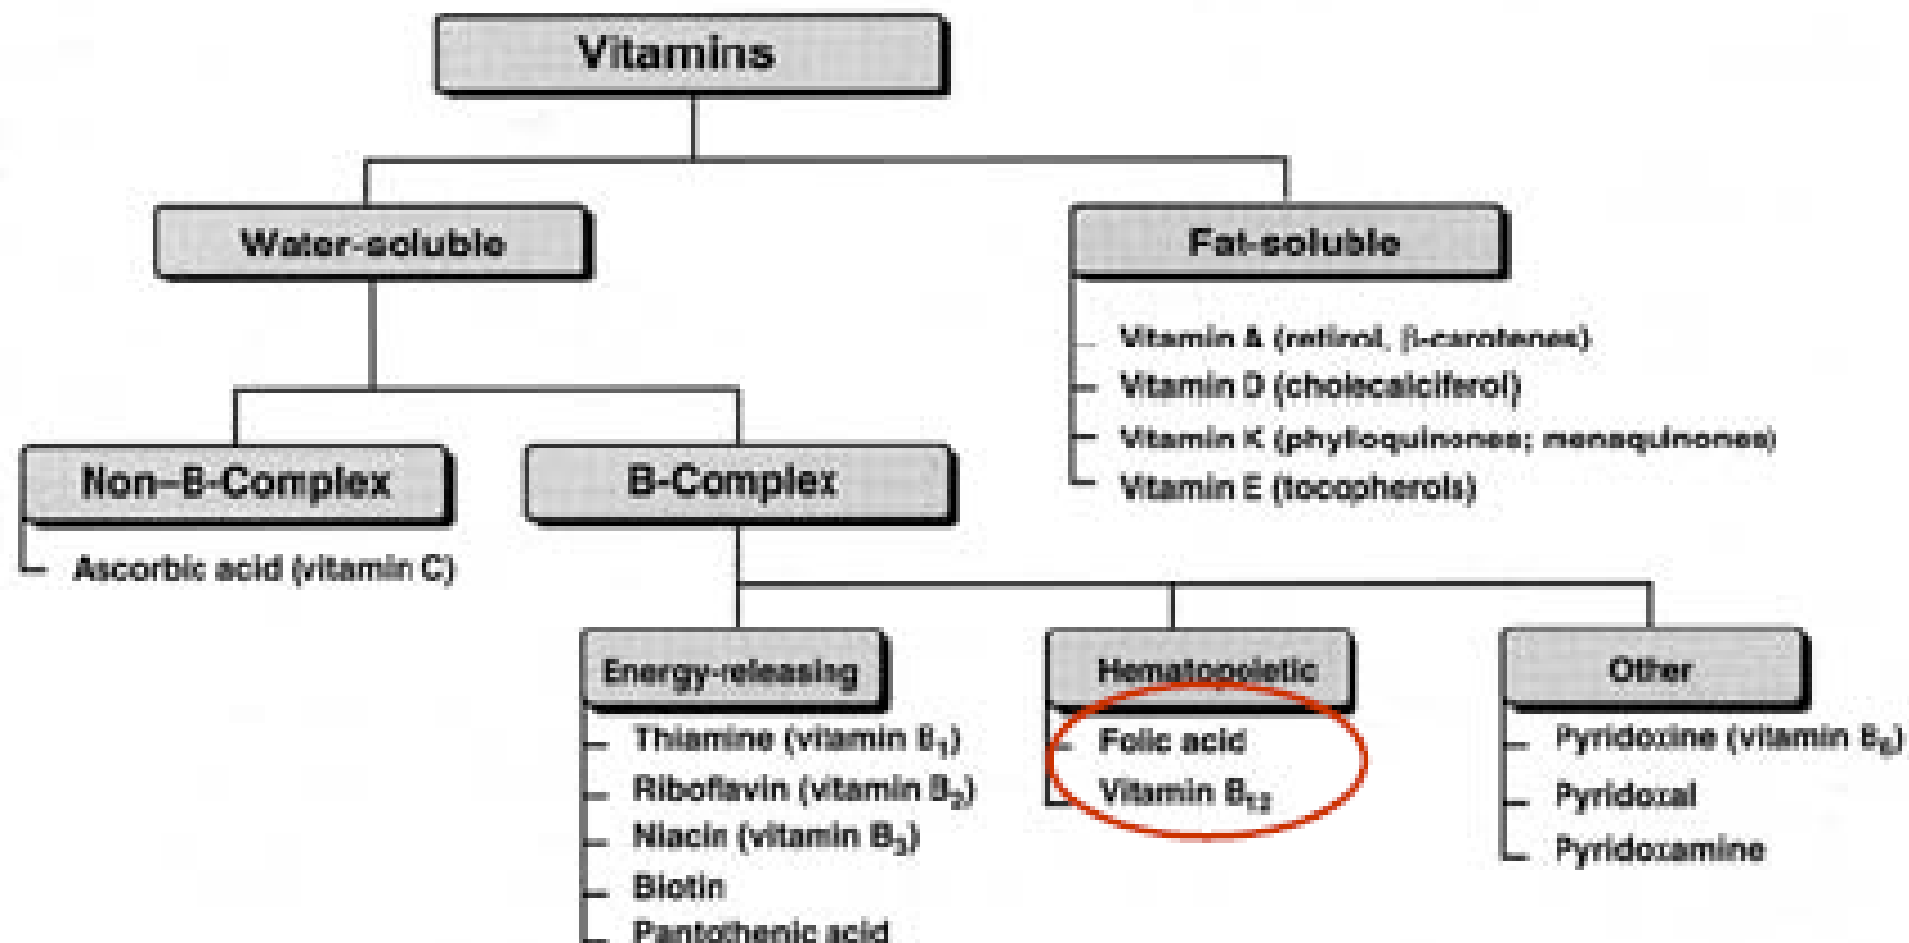 Vitamins
Water-soluble
Fat-soluble
Vitamin A (retinol, β-carotenes)
Vitamin D (cholecalciferol)
Vitamin K (phylloquinones; menaquinones)
Vitamin E (tocopherols)
Non–B-Complex
Ascorbic acid (vitamin C)
B-Complex
Energy-releasing
Thiamine (vitamin B₁)
Riboflavin (vitamin B₂)
Niacin (vitamin B₃)
Biotin
Pantothenic acid
Hematopoietic
Folic acid
Vitamin B₁₂
Other
Pyridoxine (vitamin B₆)
Pyridoxal
Pyridoxamine